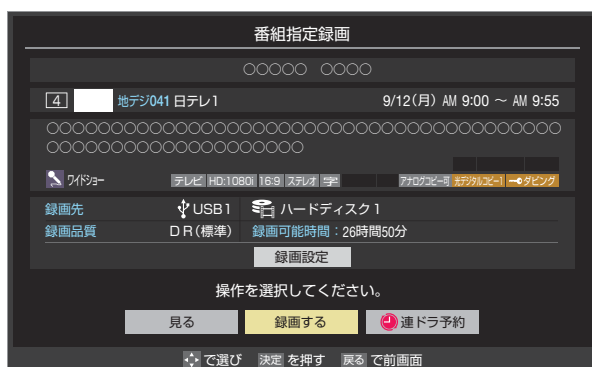 番組指定録画
○○○○○ ○○○○
4 地デジ041 日テレ1 9/12(月) AM 9:00 ～ AM 9:55
○○○○○○○○○○○○○○○○○○○○○○○○○○○○○○○○
○○○○○○○○○○○○○○○○
ワイドショー テレビ HD:1080i 16:9 ステレオ 字 アナログコピー可 光デジタルコピー1 ダビング
録画先 USB1 ハードディスク1
録画品質 DR(標準) 録画可能時間：26時間50分
録画設定
操作を選択してください。
見る 録画する 連ドラ予約
で選び 決定 を押す 戻る で前画面